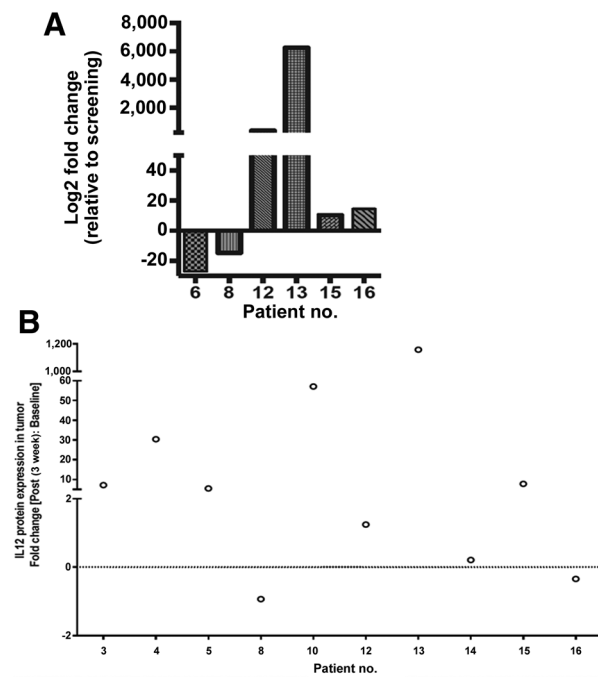 A
8,000
6,000
4,000
2,000
40
20
0
-20
Log2 fold change
(relative to screening)
6 8 12 13 15 16
Patient no.
B
1,200
1,000
60
50
40
30
20
10
2
0
-2
IL12 protein expression in tumor
Fold change [Post (3 week): Baseline]
3 4 5 8 10 12 13 14 15 16
Patient no.